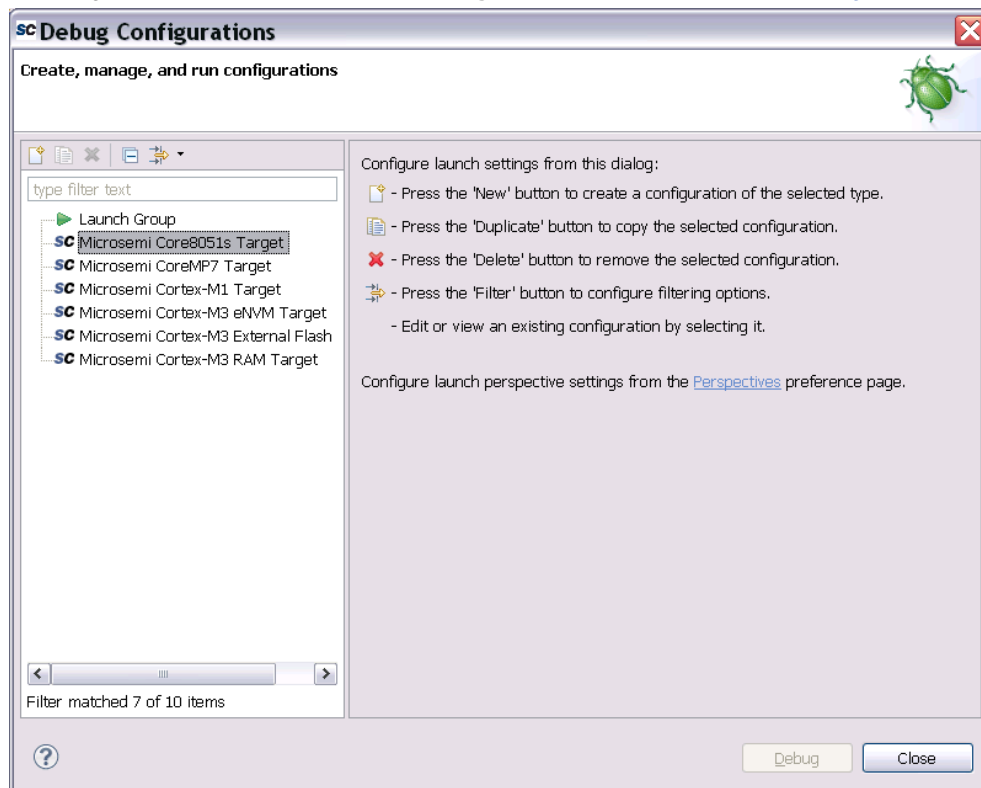 sc Debug Configurations
Create, manage, and run configurations
type filter text
Launch Group
SC Microsemi Core8051s Target
SC Microsemi CoreMP7 Target
SC Microsemi Cortex-M1 Target
SC Microsemi Cortex-M3 eNVM Target
SC Microsemi Cortex-M3 External Flash
SC Microsemi Cortex-M3 RAM Target
Filter matched 7 of 10 items
Configure launch settings from this dialog:
- Press the 'New' button to create a configuration of the selected type.
- Press the 'Duplicate' button to copy the selected configuration.
- Press the 'Delete' button to remove the selected configuration.
- Press the 'Filter' button to configure filtering options.
- Edit or view an existing configuration by selecting it.
Configure launch perspective settings from the Perspectives preference page.
?
Debug
Close